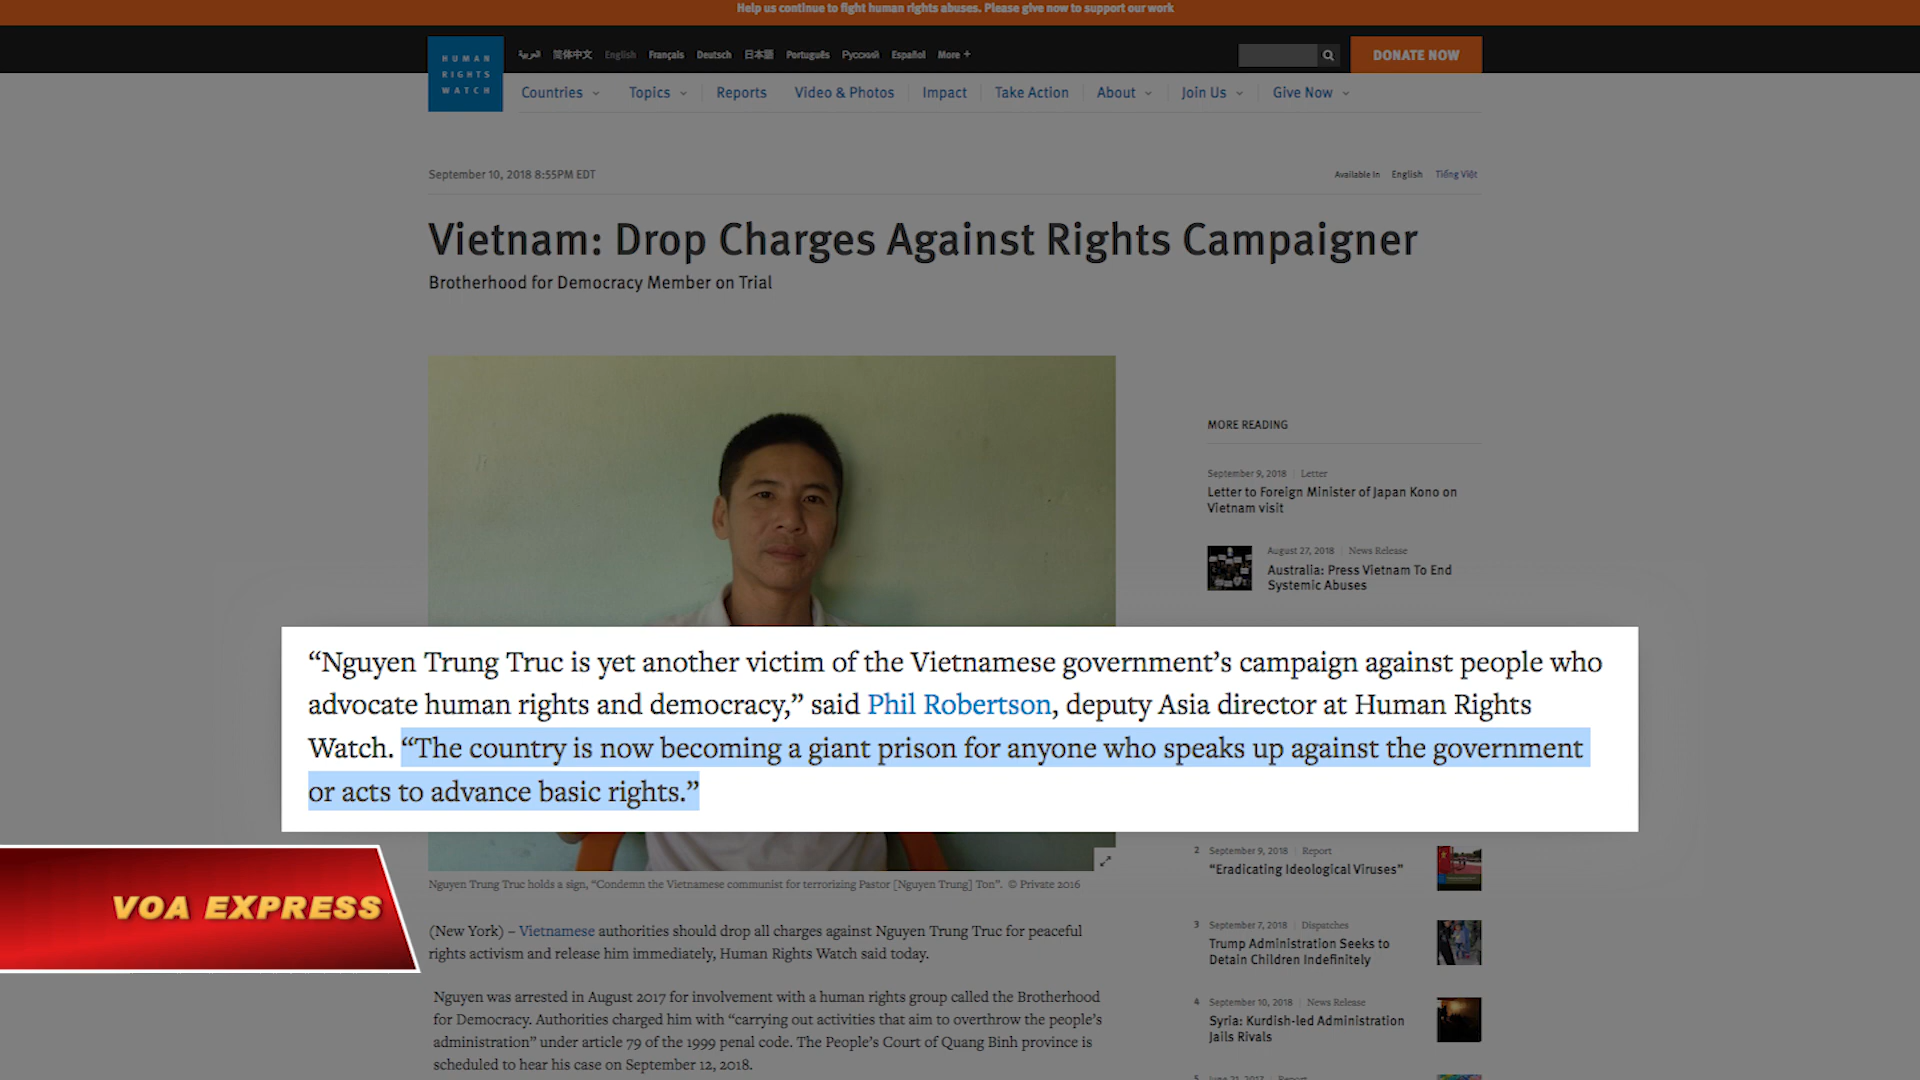 Help us continue to fight human rights abuses. Please give now to support our work
HUMAN
RIGHTS
WATCH
العربية 简体中文 English Français Deutsch 日本語 Português Русский Español More +
DONATE NOW
Countries Topics Reports Video & Photos Impact Take Action About Join Us Give Now
September 10, 2018 8:55PM EDT
Available In English Tiếng Việt
Vietnam: Drop Charges Against Rights Campaigner
Brotherhood for Democracy Member on Trial
MORE READING
September 9, 2018 | Letter
Letter to Foreign Minister of Japan Kono on
Vietnam visit
August 27, 2018 | News Release
Australia: Press Vietnam To End
Systemic Abuses
“Nguyen Trung Truc is yet another victim of the Vietnamese government’s campaign against people who
advocate human rights and democracy,” said Phil Robertson, deputy Asia director at Human Rights
Watch. “The country is now becoming a giant prison for anyone who speaks up against the government
or acts to advance basic rights.”
VOA EXPRESS
Nguyen Trung Truc holds a sign, “Condemn the Vietnamese communist for terrorizing Pastor [Nguyen Trung] Ton”. © Private 2016
(New York) – Vietnamese authorities should drop all charges against Nguyen Trung Truc for peaceful
rights activism and release him immediately, Human Rights Watch said today.
Nguyen was arrested in August 2017 for involvement with a human rights group called the Brotherhood
for Democracy. Authorities charged him with “carrying out activities that aim to overthrow the people’s
administration” under article 79 of the 1999 penal code. The People’s Court of Quang Binh province is
scheduled to hear his case on September 12, 2018.
2 September 9, 2018 | Report
“Eradicating Ideological Viruses”
3 September 7, 2018 | Dispatches
Trump Administration Seeks to
Detain Children Indefinitely
4 September 10, 2018 | News Release
Syria: Kurdish-led Administration
Jails Rivals
5 June 21, 2017 | Report